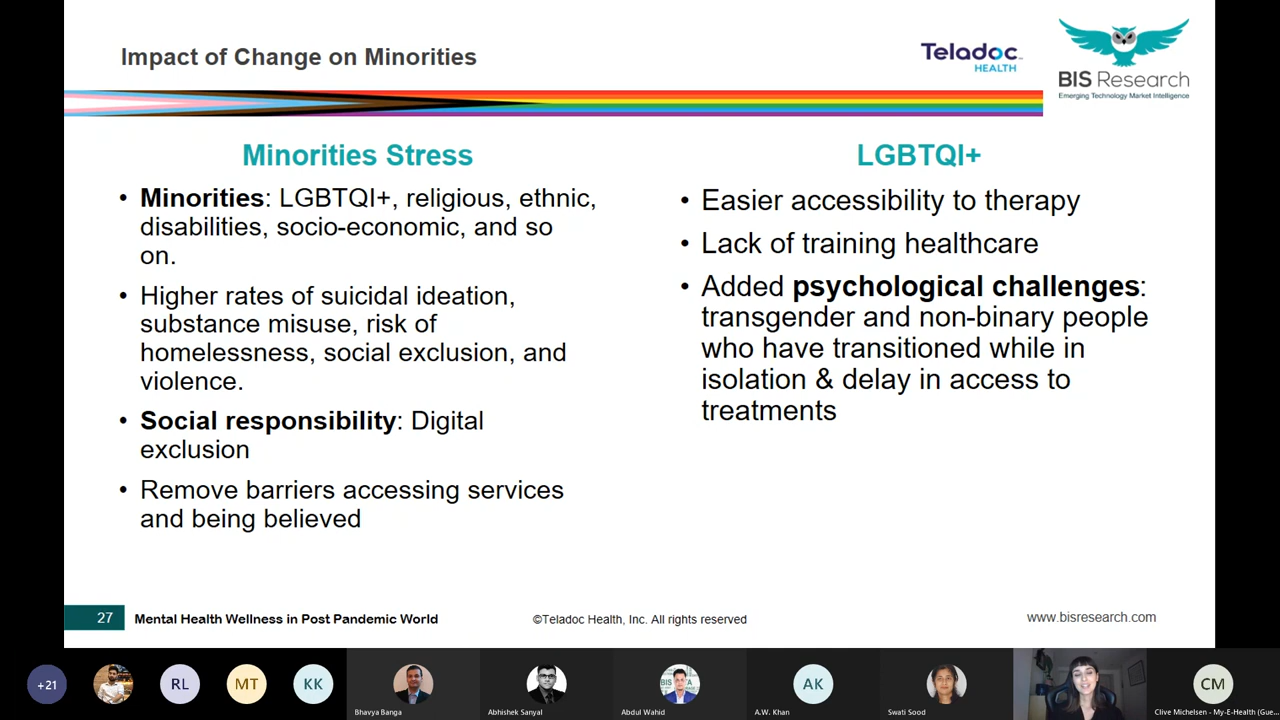 Impact of Change on Minorities
Teladoc
HEALTH
BIS Research
Emerging Technology Market Intelligence
Minorities Stress
• Minorities: LGBTQI+, religious, ethnic,
disabilities, socio-economic, and so
on.
• Higher rates of suicidal ideation,
substance misuse, risk of
homelessness, social exclusion, and
violence.
• Social responsibility: Digital
exclusion
• Remove barriers accessing services
and being believed
LGBTQI+
• Easier accessibility to therapy
• Lack of training healthcare
• Added psychological challenges:
transgender and non-binary people
who have transitioned while in
isolation & delay in access to
treatments
27
Mental Health Wellness in Post Pandemic World
©Teladoc Health, Inc. All rights reserved
www.bisresearch.com
+21
RL
MT
KK
Bhavya Banga
Abhishek Sanyal
Abdul Wahid
AK
A.W. Khan
Swati Sood
CM
Clive Michelsen - My-E-Health (Gue...